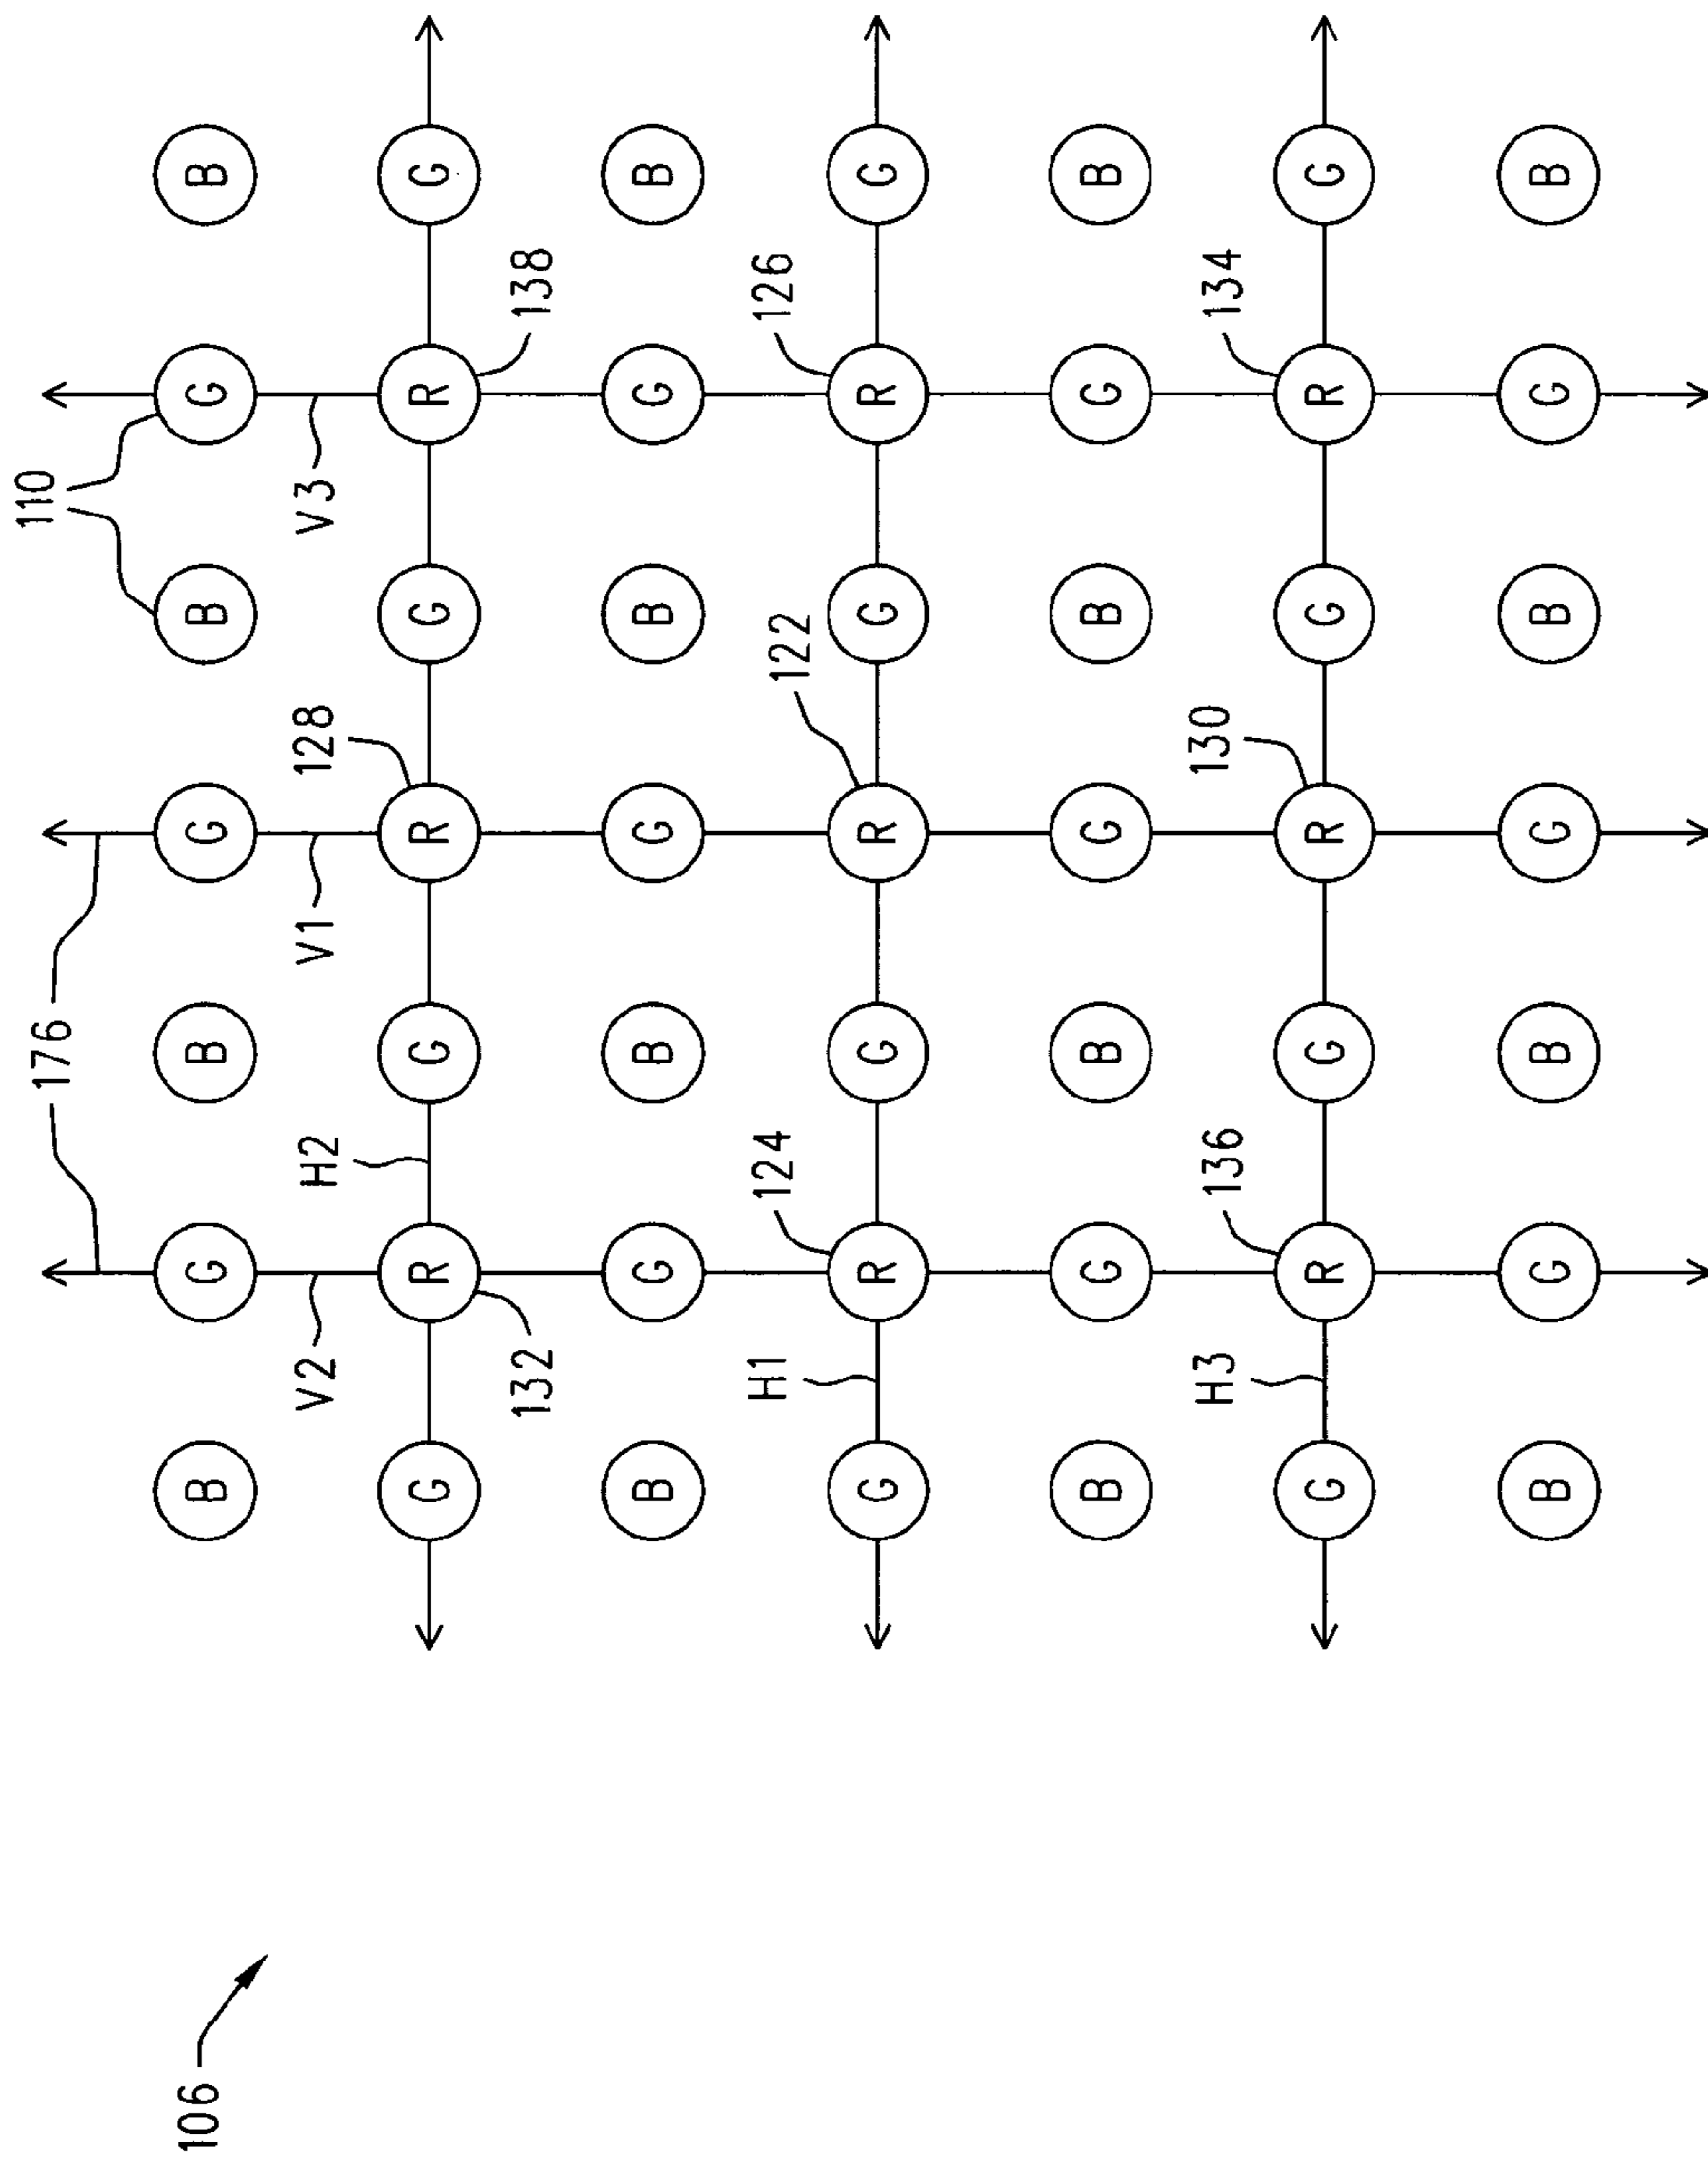 176 110
106 B G B G B G B
V2 H2 V1 128 V3
G R G R G R G
132 138
B G B G B G B
H1 124 122 126
G R G R G R G
B G B G B G B
H3 136 130 134
G R G R G R G
B G B G B G B